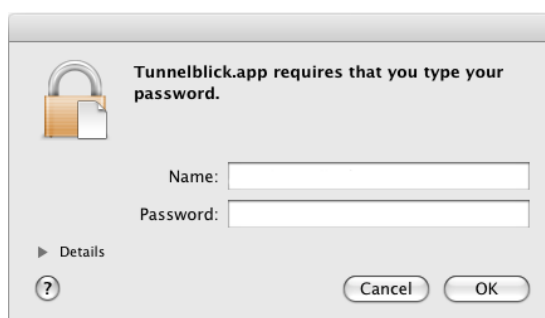 Tunnelblick.app requires that you type your
password.
Name:
Password:
Details
?
Cancel
OK